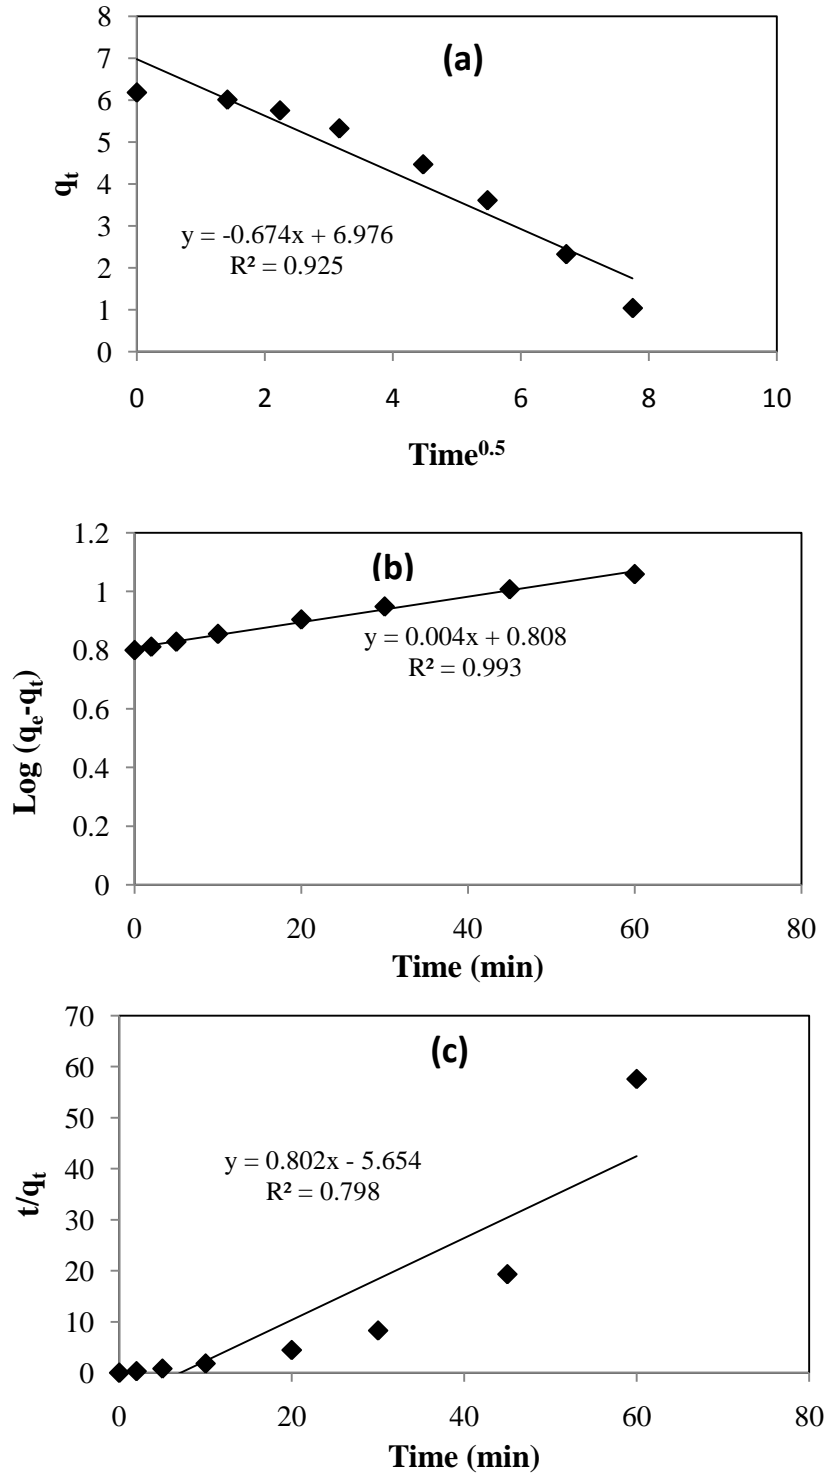 (a)
8
7
6
5
4
3
2
1
0
qₜ
y = -0.674x + 6.976
R² = 0.925
0 2 4 6 8 10
Time⁰·⁵
(b)
1.2
1
0.8
0.6
0.4
0.2
0
Log (qₑ-qₜ)
y = 0.004x + 0.808
R² = 0.993
0 20 40 60 80
Time (min)
(c)
70
60
50
40
30
20
10
0
t/qₜ
y = 0.802x - 5.654
R² = 0.798
0 20 40 60 80
Time (min)